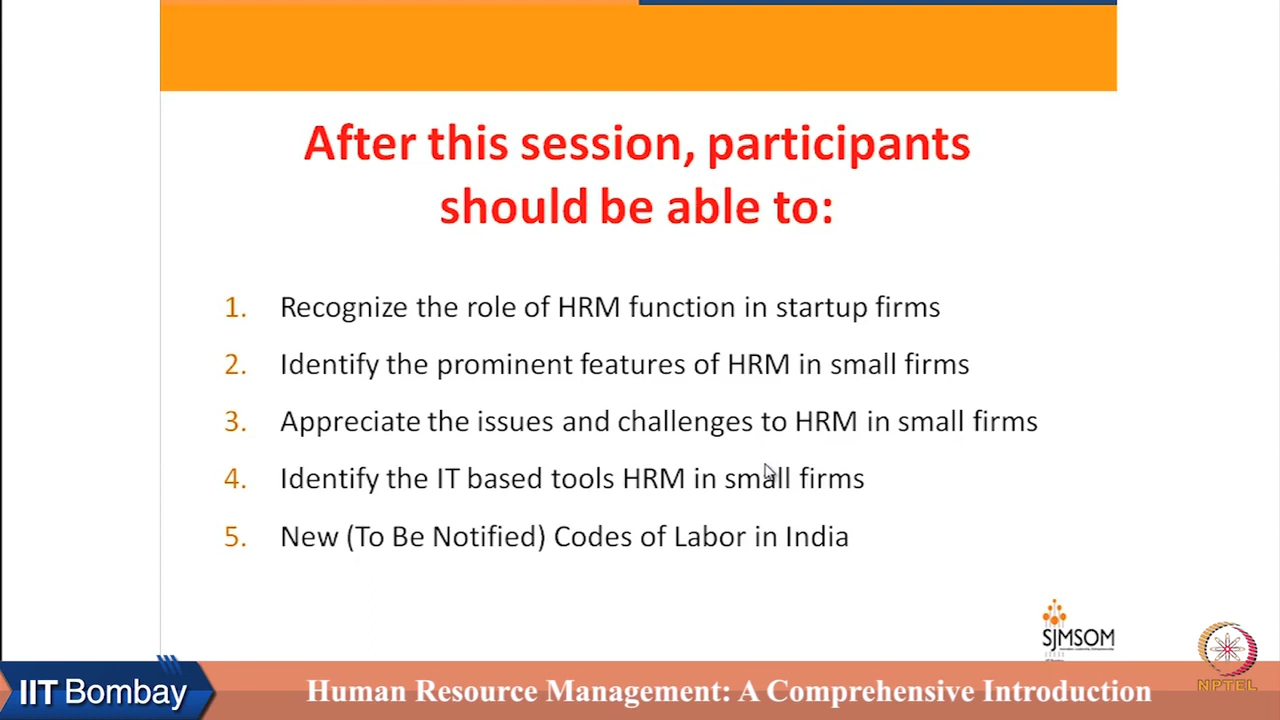 After this session, participants
should be able to:
1. Recognize the role of HRM function in startup firms
2. Identify the prominent features of HRM in small firms
3. Appreciate the issues and challenges to HRM in small firms
4. Identify the IT based tools HRM in small firms
5. New (To Be Notified) Codes of Labor in India
SJMSOM
NPTEL
IIT Bombay
Human Resource Management: A Comprehensive Introduction